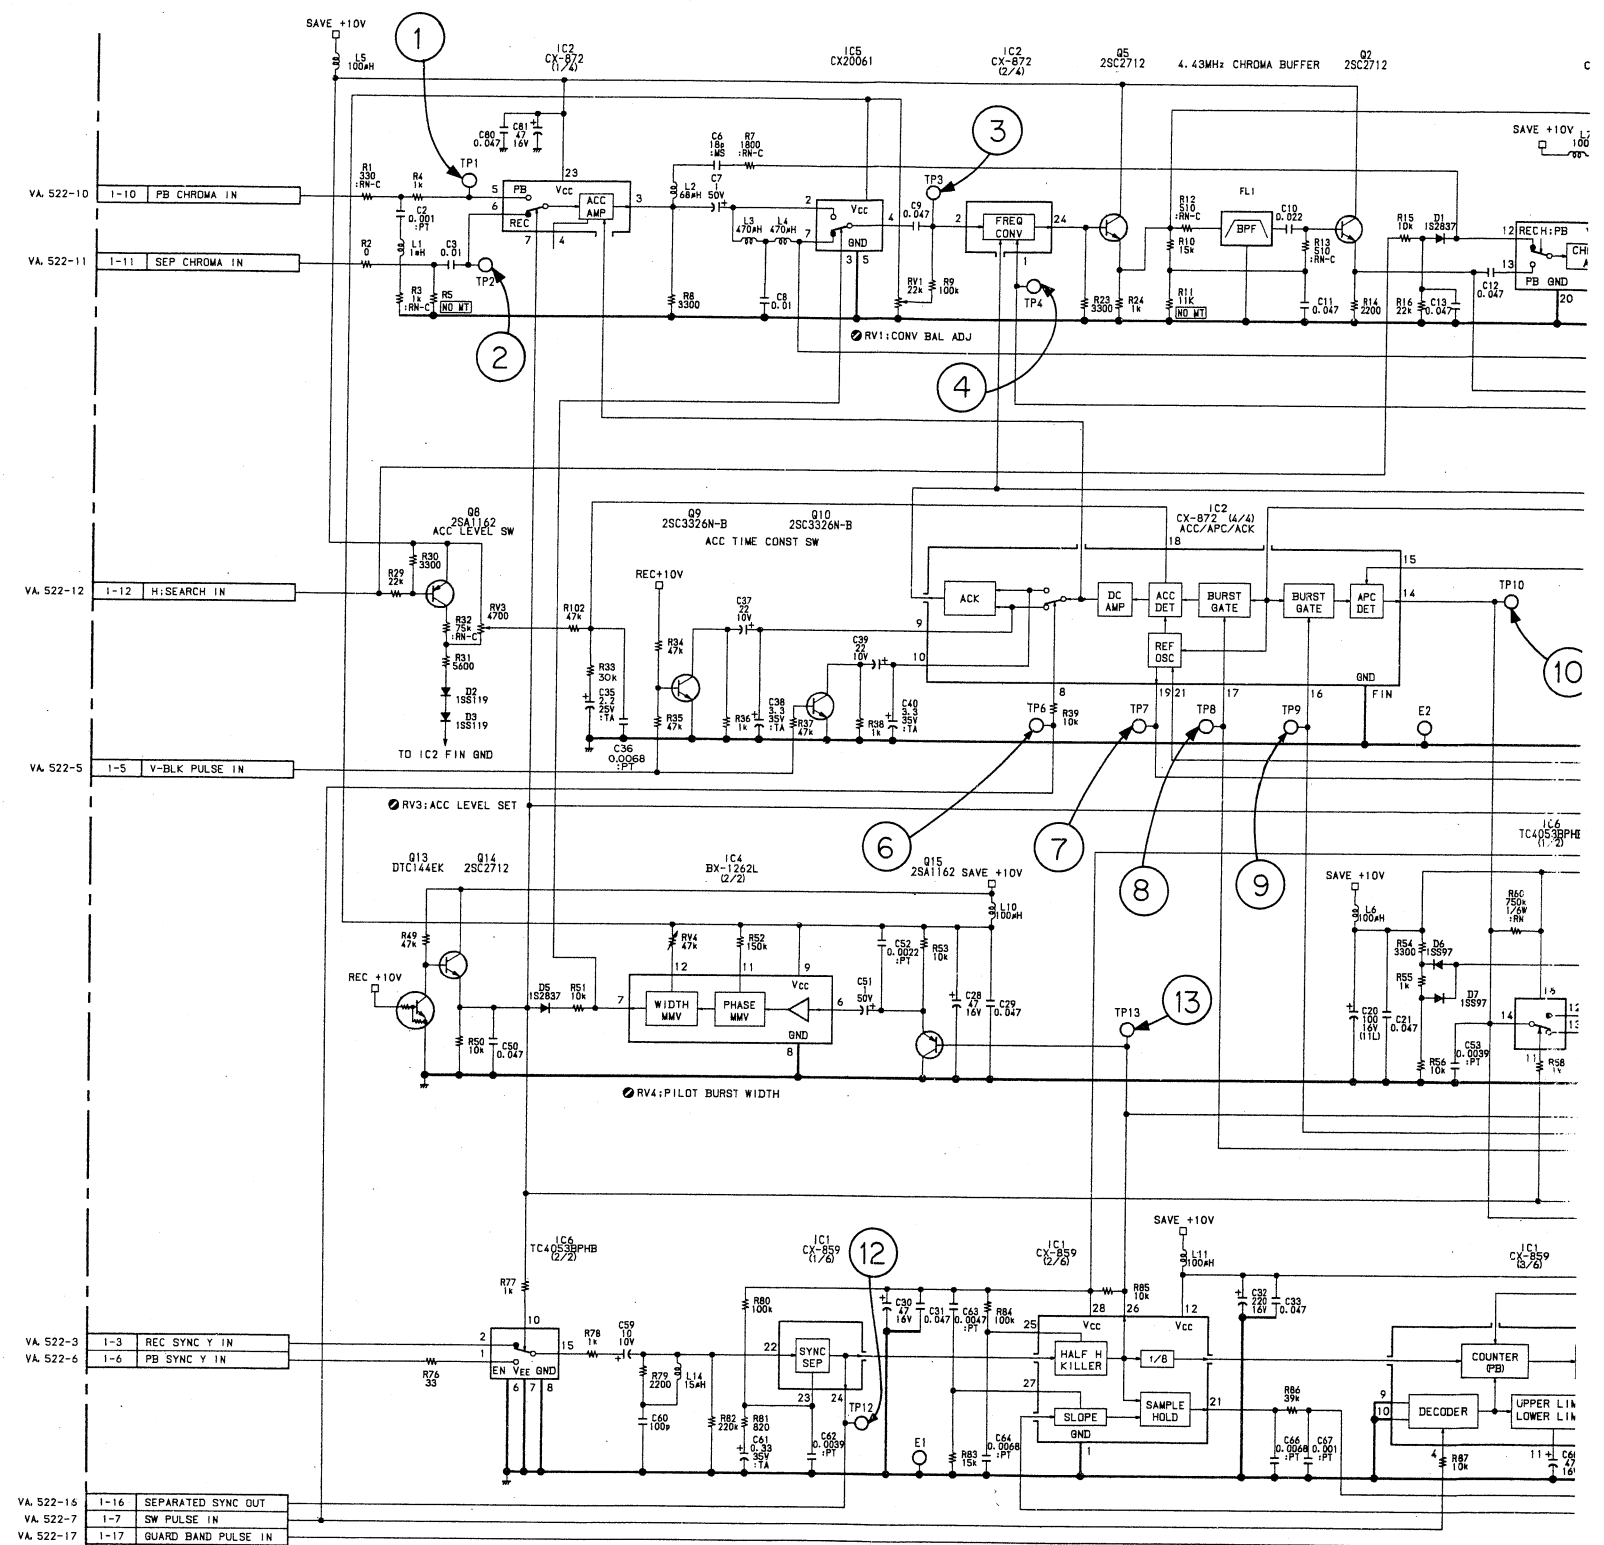 SAVE +10V
1
L5
100μH
IC2
CX-872
(1/4)
IC5
CX20061
IC2
CX-872
(2/4)
Q5
2SC2712
4.43MHz CHROMA BUFFER
Q2
2SC2712
C
C80
0.047
C81
47
16V
TP1
23
C6
18p
:MS
R7
1800
:RN-C
3
TP3
SAVE +10V
L7
100
VA. 522-10
1-10
PB CHROMA IN
R1
330
:RN-C
R4
1k
C2
0.001
:PT
L1
1μH
5
PB
Vcc
6
REC
7
4
ACC
AMP
3
L2
68μH
C7
1
50V
L3
470μH
L4
470μH
2
7
Vcc
GND
3
5
4
C9
0.047
2
FREQ
CONV
24
1
R12
510
:RN-C
R10
15k
FL1
BPF
C10
0.022
R13
510
:RN-C
R15
10k
D1
1S2837
12
RECH:PB
V
CH
A
13
PB GND
20
VA. 522-11
1-11
SEP CHROMA IN
R2
0
C3
0.01
TP2
R3
1k
:RN-C
R5
NO MT
R8
3300
C8
0.01
RV1
22k
R9
100k
TP4
R23
3300
R24
1k
R11
11K
NO MT
C11
0.047
R14
2200
R16
22k
C13
0.047
C12
0.047
2
RV1;CONV BAL ADJ
4
Q8
2SA1162
ACC LEVEL SW
Q9
2SC3326N-B
Q10
2SC3326N-B
ACC TIME CONST SW
IC2
CX-872 (4/4)
ACC/APC/ACK
18
15
VA. 522-12
1-12
H:SEARCH IN
R29
22k
R30
3300
R32
75k
:RN-C
RV3
4700
R31
5600
D2
1SS119
D3
1SS119
TO IC2 FIN GND
R102
47k
R33
30k
C35
2.2
25V
:TA
C36
0.0068
:PT
REC+10V
R34
47k
R35
47k
C37
22
10V
R36
1k
C38
3.3
35V
:TA
R37
47k
C39
22
10V
R38
1k
C40
3.3
35V
:TA
9
10
ACK
DC
AMP
ACC
DET
BURST
GATE
BURST
GATE
APC
DET
14
REF
OSC
GND
FIN
8
19
21
17
16
R39
10k
TP6
TP7
TP8
TP9
E2
TP10
10
VA. 522-5
1-5
V-BLK PULSE IN
RV3;ACC LEVEL SET
6
7
8
9
IC6
TC4053BPHB
(1/2)
Q13
DTC144EK
Q14
2SC2712
IC4
BX-1262L
(2/2)
Q15
2SA1162
SAVE +10V
L10
100μH
SAVE +10V
L6
100μH
R60
750k
1/6W
:RN
R49
47k
REC +10V
R50
10k
C50
0.047
D5
1S2837
R51
10k
7
RV4
47k
12
R52
150k
11
9
Vcc
WIDTH
MMV
PHASE
MMV
GND
8
6
C51
1
50V
C52
0.0022
:PT
R53
10k
C28
47
16V
C29
0.047
TP13
13
C20
100
16V
(11L)
C21
0.047
R54
3300
R55
1k
D6
1SS97
D7
1SS97
R56
10k
C53
0.0039
:PT
14
15
12
13
11
R58
RV4;PILOT BURST WIDTH
SAVE +10V
L11
100μH
IC6
TC4053BPHB
(2/2)
R77
1k
IC1
CX-859
(1/6)
12
IC1
CX-859
(2/6)
IC1
CX-859
(3/6)
VA. 522-3
1-3
REC SYNC Y IN
VA. 522-6
1-6
PB SYNC Y IN
R76
33
2
1
10
15
EN VEE GND
6
7
8
R78
1k
C59
10
10V
R79
2200
L14
15μH
C60
100p
R82
220k
R80
100k
R81
820
C61
0.33
35V
:TA
22
SYNC
SEP
23
24
C62
0.0039
:PT
TP12
C30
47
16V
C31
0.047
C63
0.0047
:PT
R84
100k
E1
R83
15k
C64
0.0068
:PT
R85
10k
28
26
12
Vcc
Vcc
25
HALF H
KILLER
1/8
27
SLOPE
SAMPLE
HOLD
21
GND
1
C32
220
16V
C33
0.047
R86
39k
C66
0.0068
:PT
C67
0.001
:PT
COUNTER
(PB)
9
10
DECODER
UPPER LIN
LOWER LIN
4
R87
10k
11
VA. 522-16
1-16
SEPARATED SYNC OUT
VA. 522-7
1-7
SW PULSE IN
VA. 522-17
1-17
GUARD BAND PULSE IN